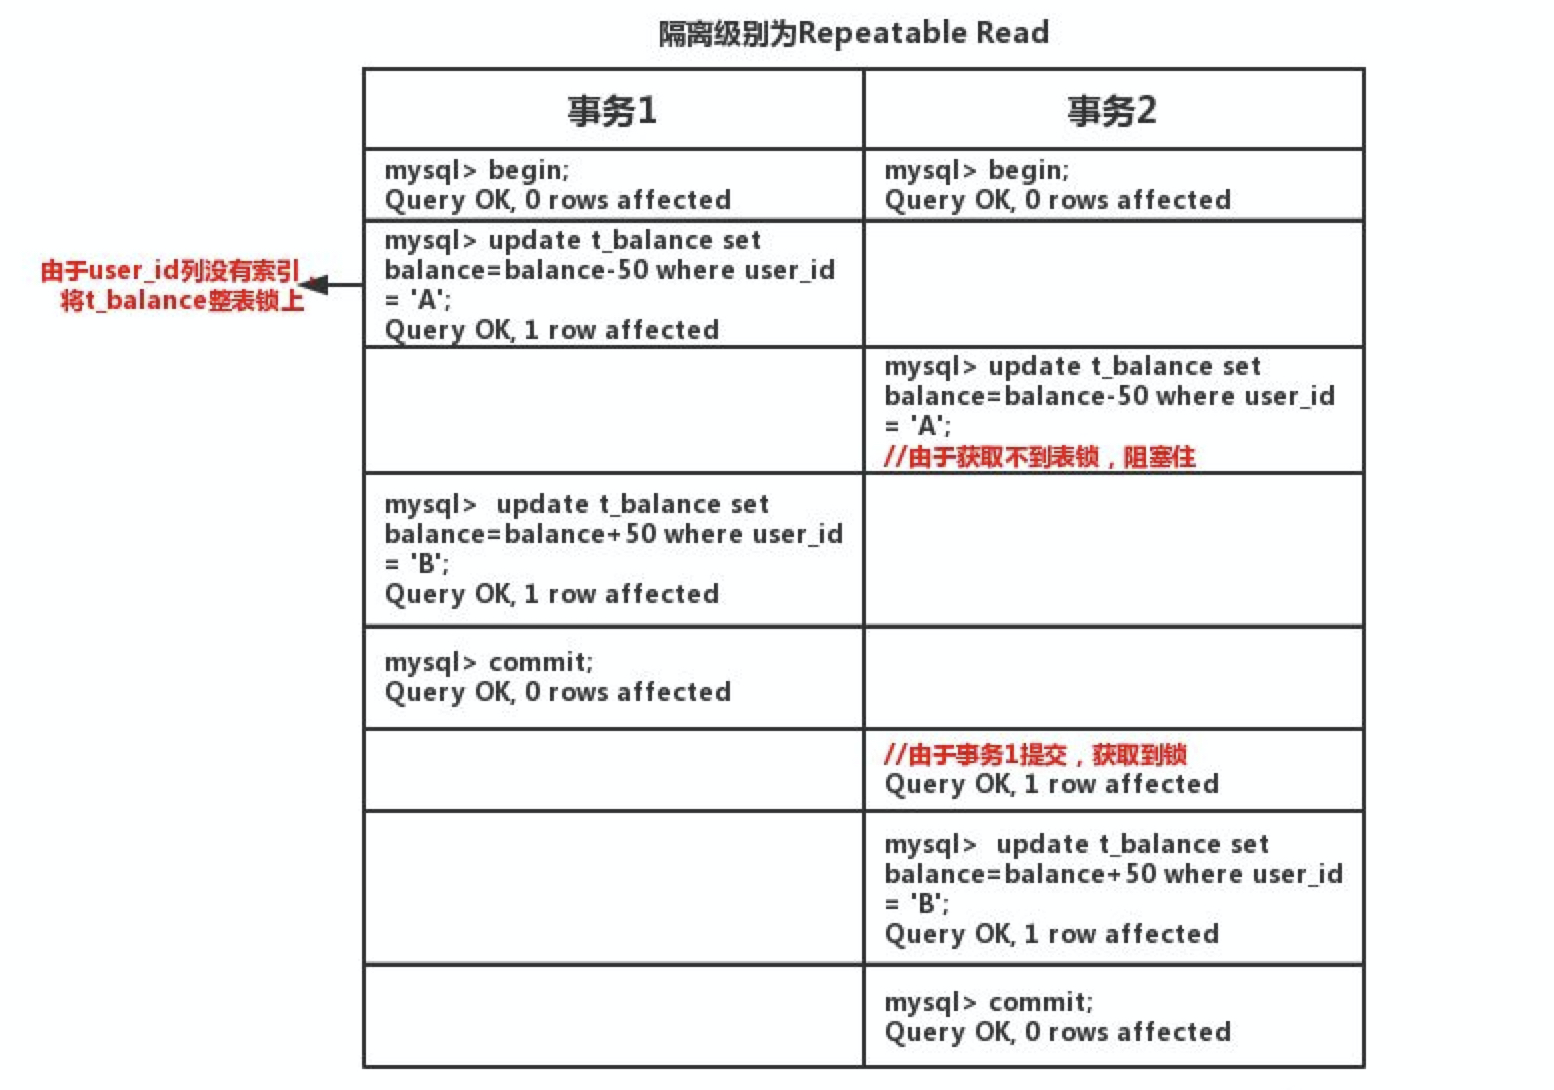 隔离级别为Repeatable Read
事务1
事务2
mysql> begin;
Query OK, 0 rows affected
mysql> begin;
Query OK, 0 rows affected
由于user_id列没有索引，
将t_balance整表锁上
mysql> update t_balance set
balance=balance-50 where user_id
= 'A';
Query OK, 1 row affected
mysql> update t_balance set
balance=balance-50 where user_id
= 'A';
//由于获取不到表锁，阻塞住
mysql>  update t_balance set
balance=balance+50 where user_id
= 'B';
Query OK, 1 row affected
mysql> commit;
Query OK, 0 rows affected
//由于事务1提交，获取到锁
Query OK, 1 row affected
mysql>  update t_balance set
balance=balance+50 where user_id
= 'B';
Query OK, 1 row affected
mysql> commit;
Query OK, 0 rows affected